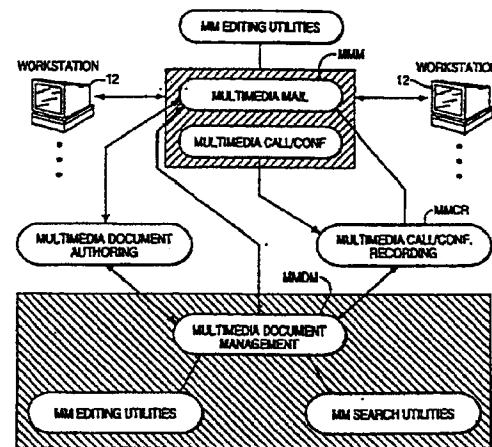 MM EDITING UTILITIES
MMM
WORKSTATION
12
MULTIMEDIA MAIL
MULTIMEDIA CALL/CONF
12
WORKSTATION
MULTIMEDIA DOCUMENT
AUTHORING
MMCR
MULTIMEDIA CALL/CONF.
RECORDING
MMDM
MULTIMEDIA DOCUMENT
MANAGEMENT
MM EDITING UTILITIES
MM SEARCH UTILITIES